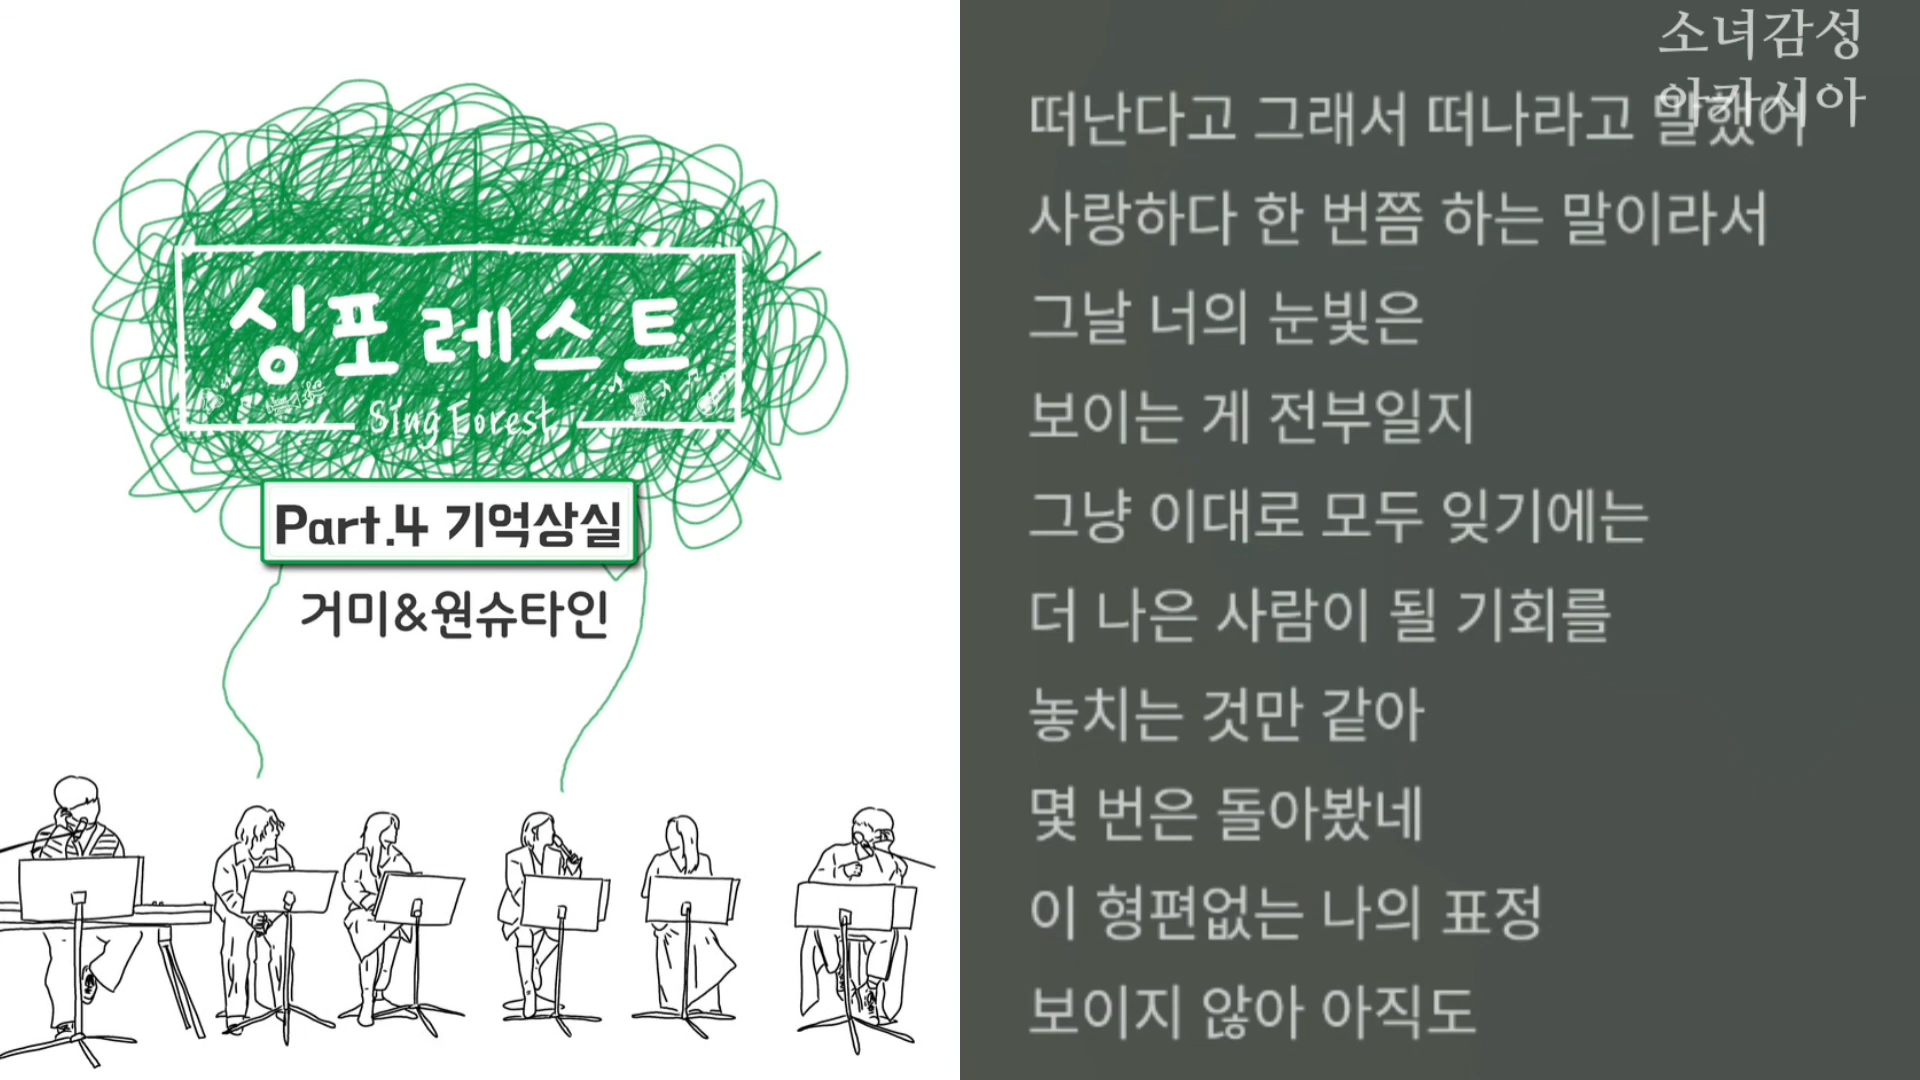 싱포레스트
Sing Forest
Part.4 기억상실
거미&원슈타인
소녀감성
아카시아
떠난다고 그래서 떠나라고 말했어
사랑하다 한 번쯤 하는 말이라서
그날 너의 눈빛은
보이는 게 전부일지
그냥 이대로 모두 잊기에는
더 나은 사람이 될 기회를
놓치는 것만 같아
몇 번은 돌아봤네
이 형편없는 나의 표정
보이지 않아 아직도